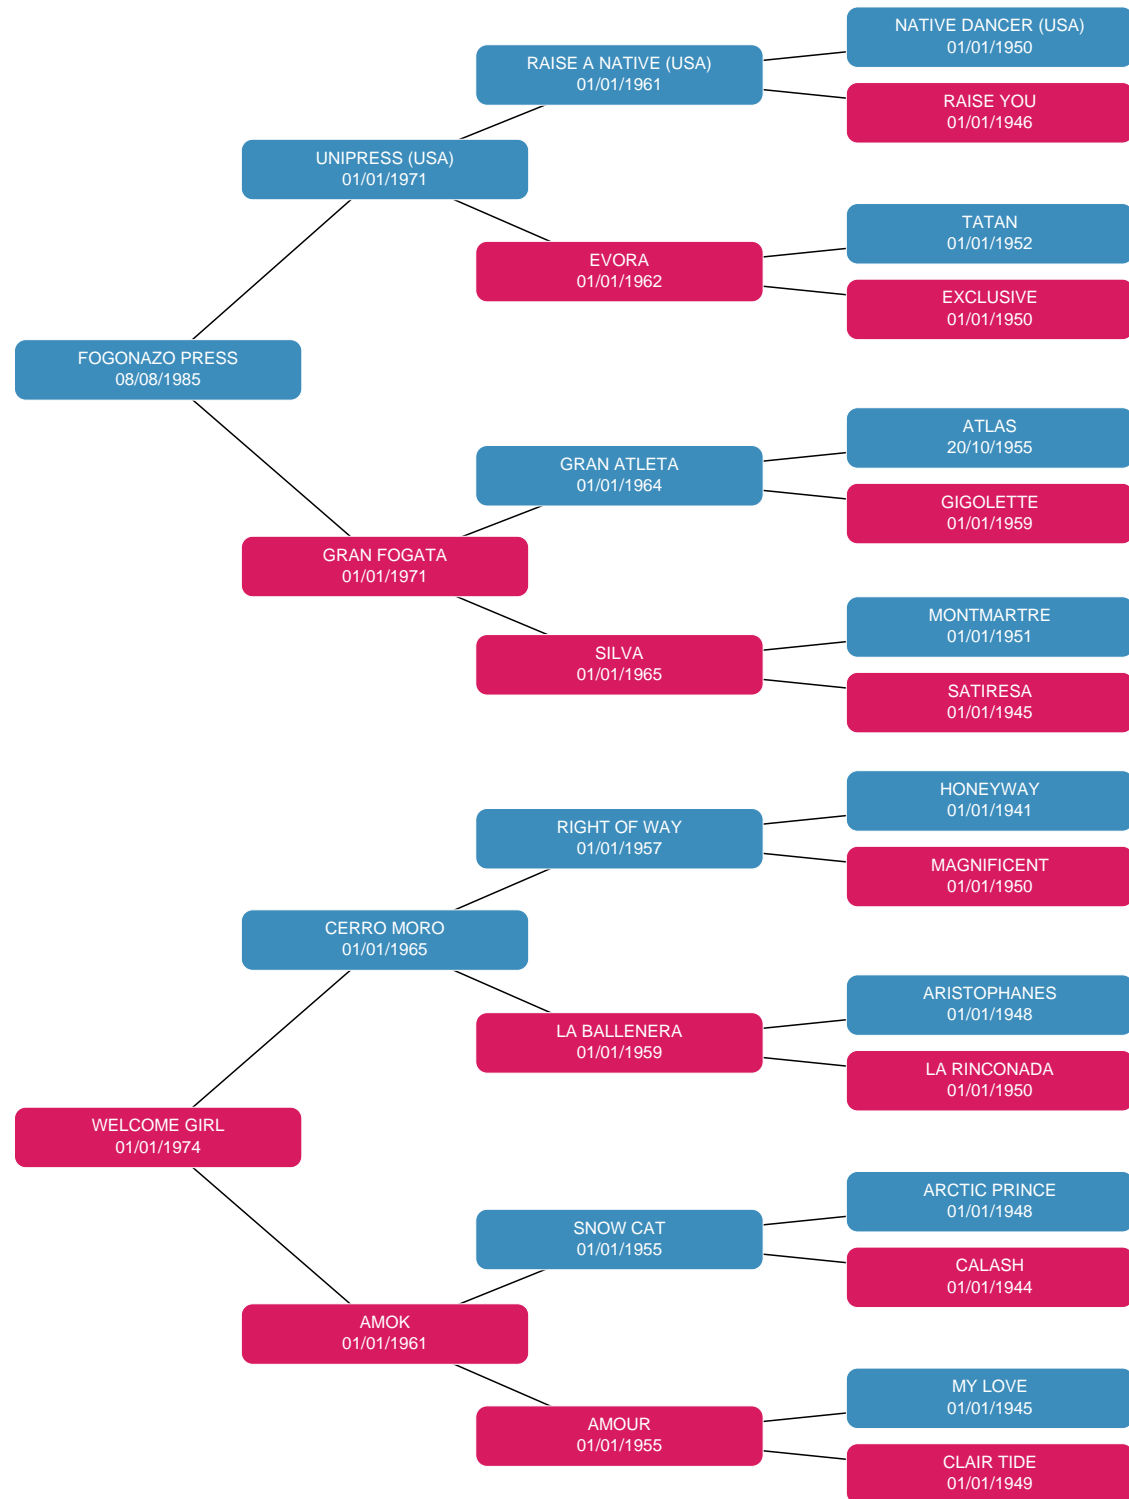 NATIVE DANCER (USA)
01/01/1950
RAISE A NATIVE (USA)
01/01/1961
RAISE YOU
01/01/1946
UNIPRESS (USA)
01/01/1971
TATAN
01/01/1952
EVORA
01/01/1962
EXCLUSIVE
01/01/1950
FOGONAZO PRESS
08/08/1985
ATLAS
20/10/1955
GRAN ATLETA
01/01/1964
GIGOLETTE
01/01/1959
GRAN FOGATA
01/01/1971
MONTMARTRE
01/01/1951
SILVA
01/01/1965
SATIRESA
01/01/1945
HONEYWAY
01/01/1941
RIGHT OF WAY
01/01/1957
MAGNIFICENT
01/01/1950
CERRO MORO
01/01/1965
ARISTOPHANES
01/01/1948
LA BALLENERA
01/01/1959
LA RINCONADA
01/01/1950
WELCOME GIRL
01/01/1974
ARCTIC PRINCE
01/01/1948
SNOW CAT
01/01/1955
CALASH
01/01/1944
AMOK
01/01/1961
MY LOVE
01/01/1945
AMOUR
01/01/1955
CLAIR TIDE
01/01/1949